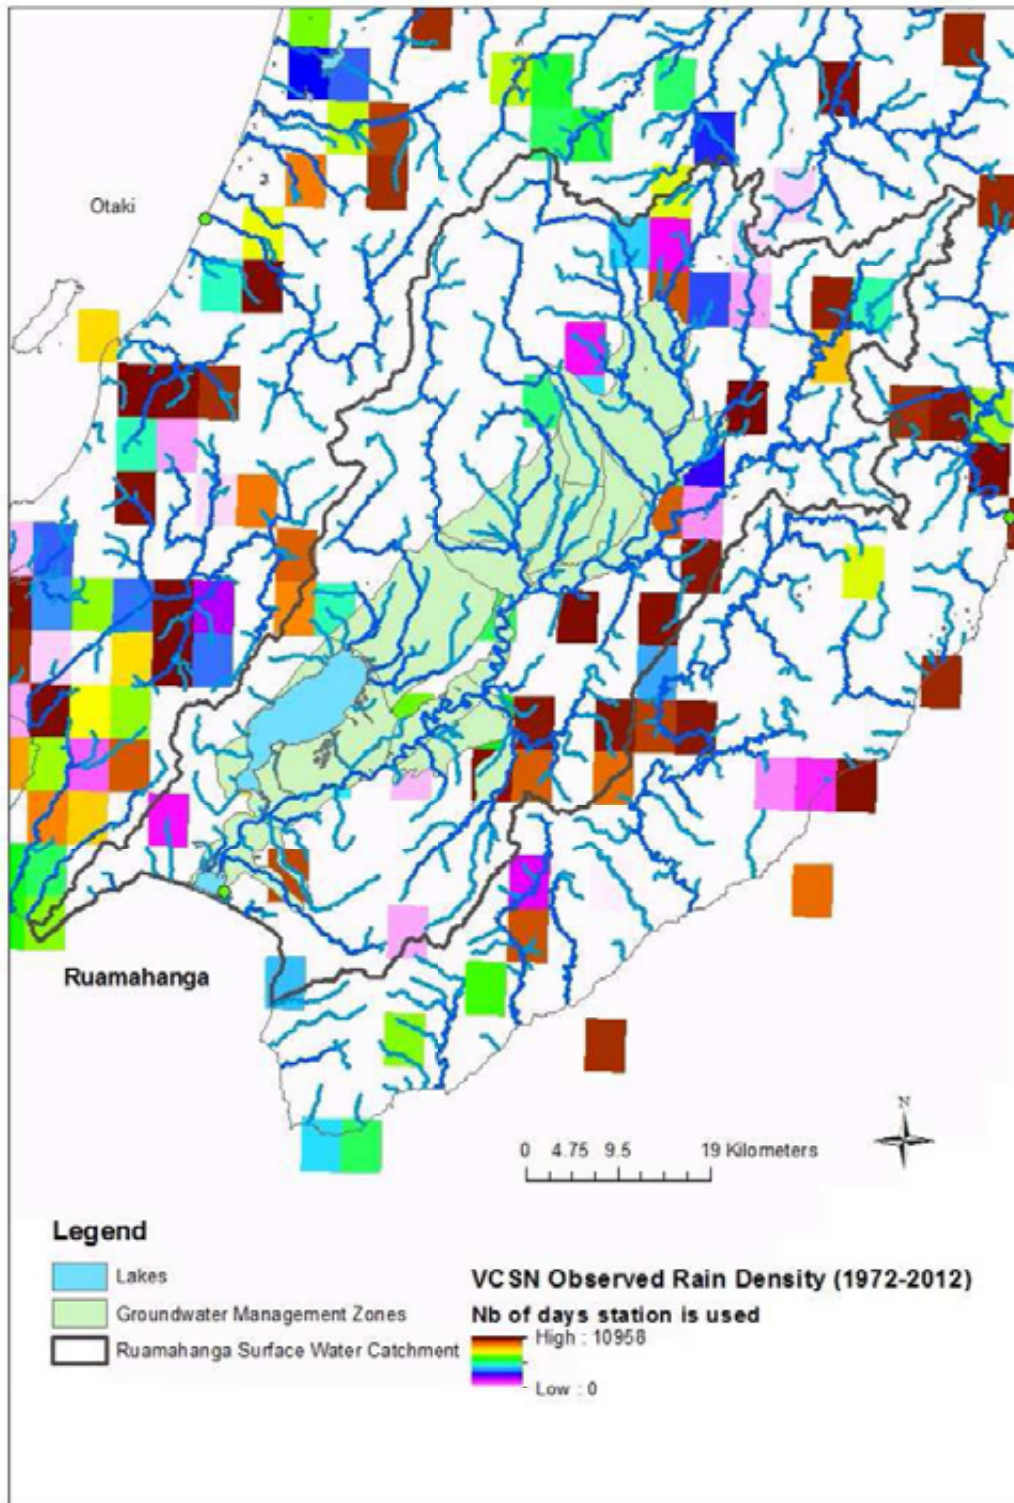 Otaki
Ruamahanga
N
0 4.75 9.5 19 Kilometers
Legend
Lakes
Groundwater Management Zones
Ruamahanga Surface Water Catchment
VCSN Observed Rain Density (1972-2012)
Nb of days station is used
High : 10958
Low : 0